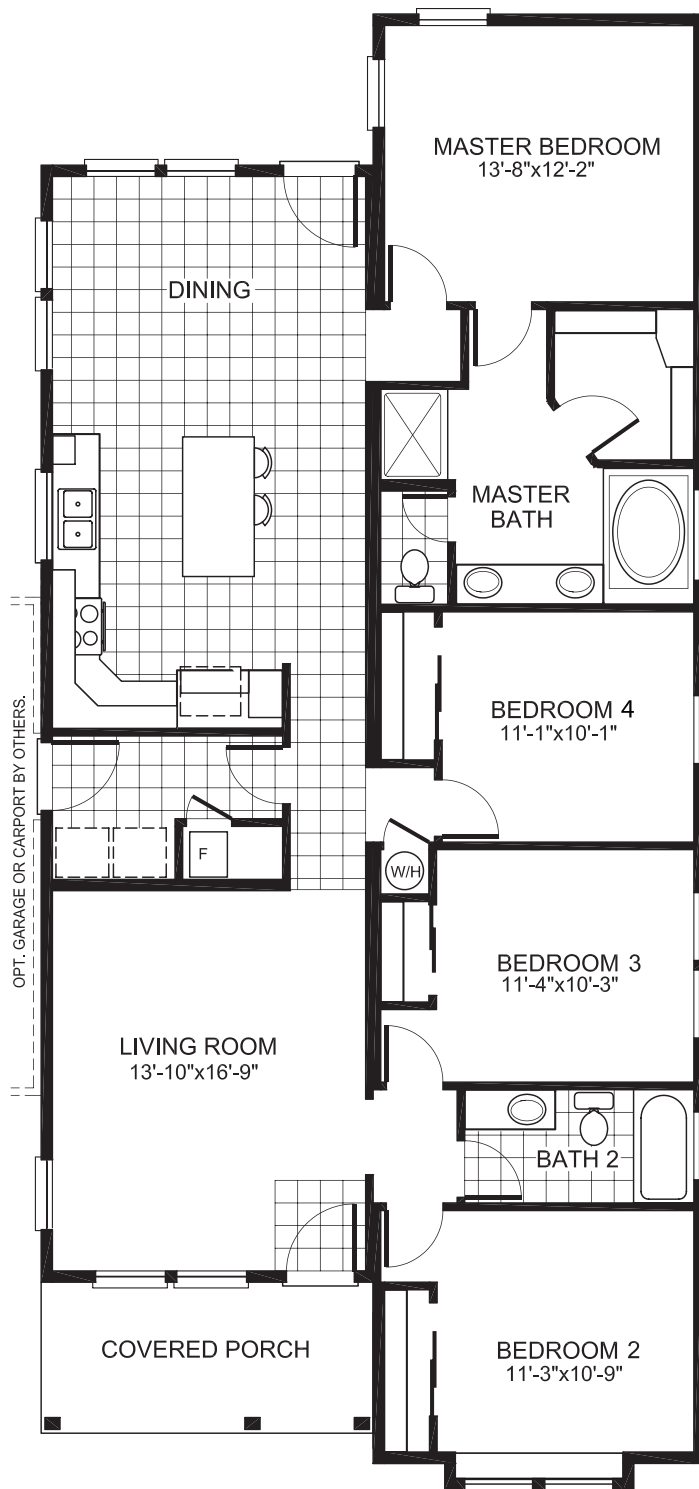 MASTER BEDROOM
13'-8"x12'-2"
DINING
MASTER
BATH
BEDROOM 4
11'-1"x10'-1"
OPT. GARAGE OR CARPORT BY OTHERS.
F
W/H
BEDROOM 3
11'-4"x10'-3"
LIVING ROOM
13'-10"x16'-9"
BATH 2
COVERED PORCH
BEDROOM 2
11'-3"x10'-9"